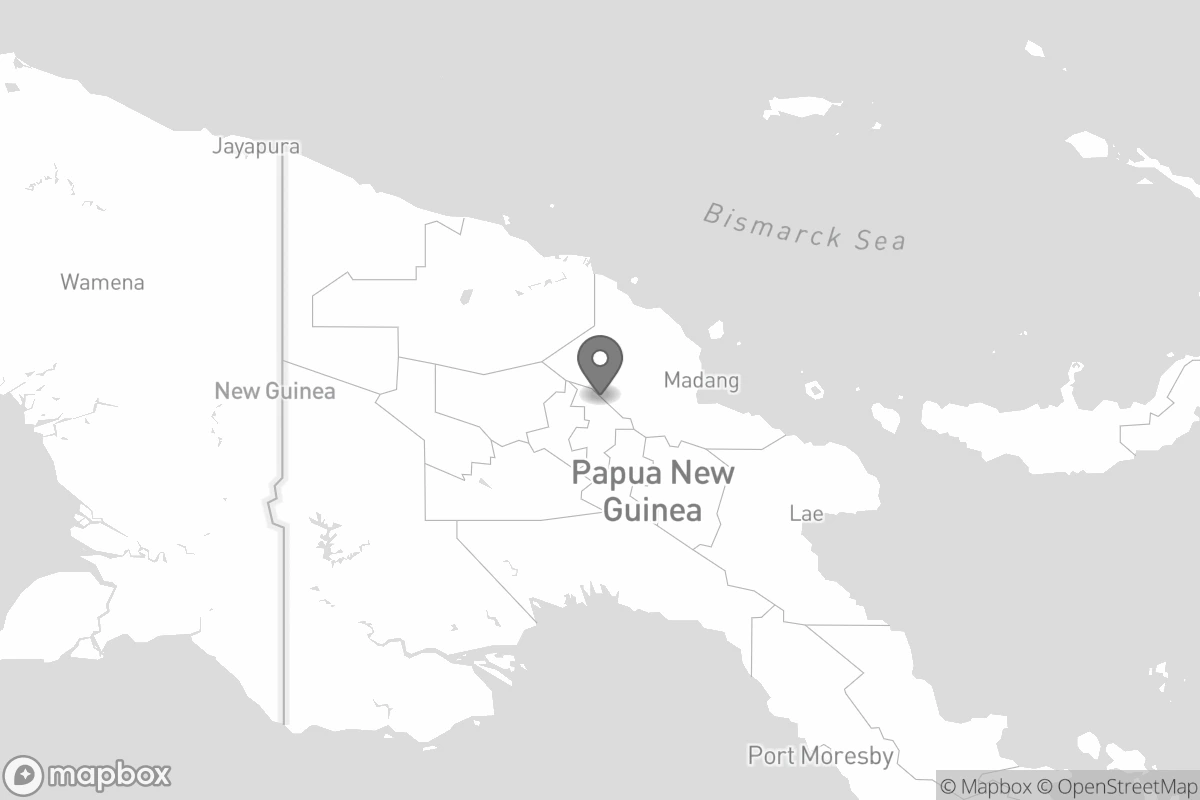 Jayapura
Bismarck Sea
Wamena
Madang
New Guinea
Papua New
Guinea
Lae
Port Moresby
mapbox
© Mapbox © OpenStreetMap